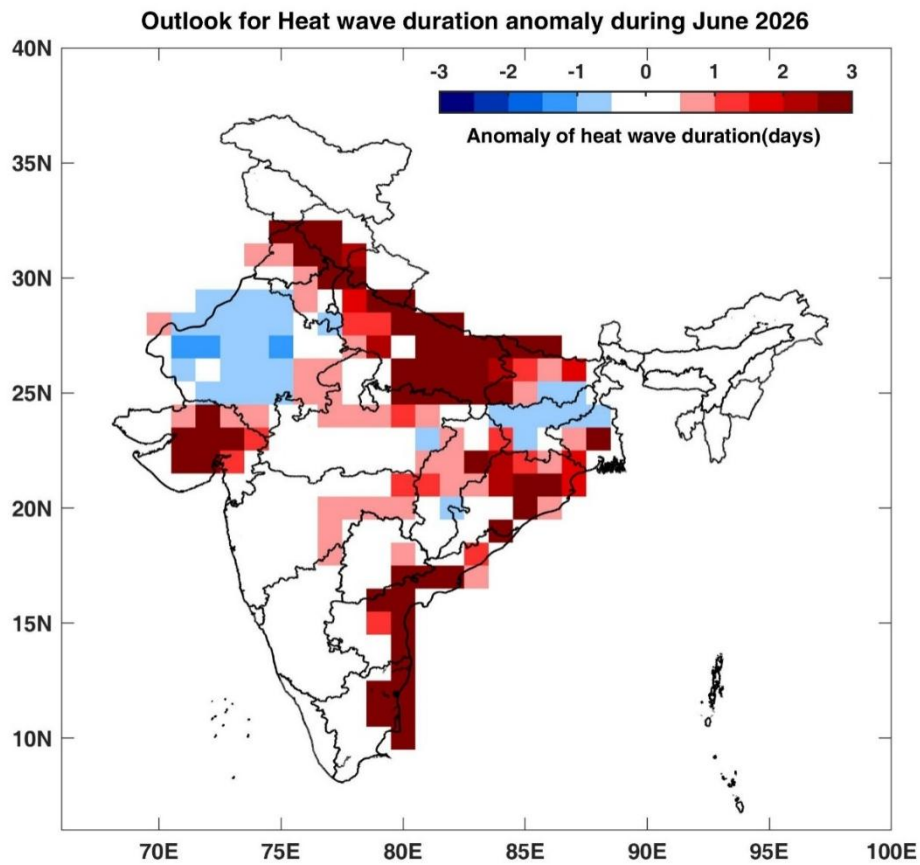 Outlook for Heat wave duration anomaly during June 2026
40N
-3 -2 -1 0 1 3
Anomaly of heat wave duration(days)
35N
30N
25N
20N
15N
10N
70E 75E 80E 85E 90E 95E 100E